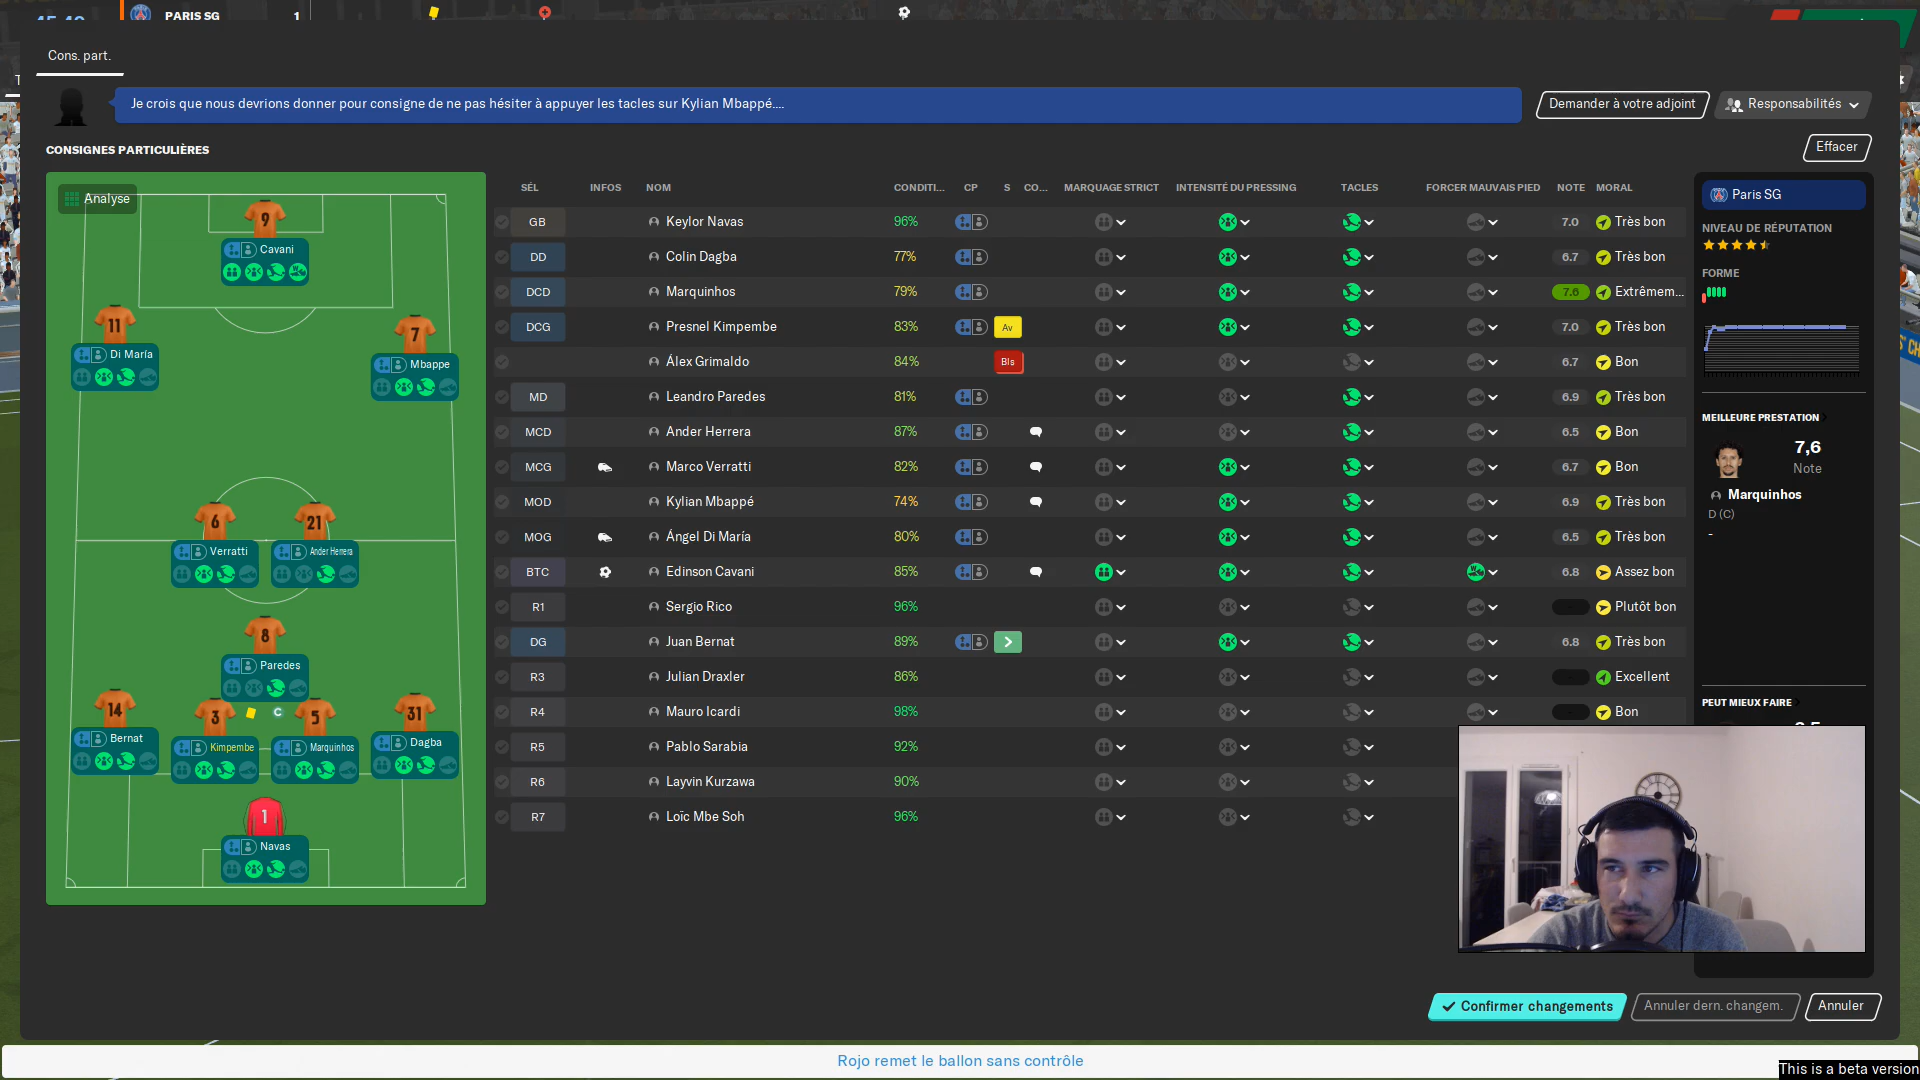 PARIS SG 1
Cons. part.
Je crois que nous devrions donner pour consigne de ne pas hésiter à appuyer les tacles sur Kylian Mbappé....
Demander à votre adjoint
Responsabilités
CONSIGNES PARTICULIÈRES
Effacer
Analyse
9
Cavani
11
Di María
7
Mbappe
6
Verratti
21
Ander Herrera
8
Paredes
14
Bernat
3
Kimpembe
C
5
Marquinhos
31
Dagba
1
Navas
SÉL INFOS NOM CONDITI... CP S CO... MARQUAGE STRICT INTENSITÉ DU PRESSING TACLES FORCER MAUVAIS PIED NOTE MORAL
GB Keylor Navas 96% 7.0 Très bon
DD Colin Dagba 77% 6.7 Très bon
DCD Marquinhos 79% 7.6 Extrêmem...
DCG Presnel Kimpembe 83% Av 7.0 Très bon
Álex Grimaldo 84% Bls 6.7 Bon
MD Leandro Paredes 81% 6.9 Très bon
MCD Ander Herrera 87% 6.5 Bon
MCG Marco Verratti 82% 6.7 Bon
MOD Kylian Mbappé 74% 6.9 Très bon
MOG Ángel Di María 80% 6.5 Très bon
BTC Edinson Cavani 85% 6.8 Assez bon
R1 Sergio Rico 96% - Plutôt bon
DG Juan Bernat 89% 6.8 Très bon
R3 Julian Draxler 86% - Excellent
R4 Mauro Icardi 98% - Bon
R5 Pablo Sarabia 92%
R6 Layvin Kurzawa 90%
R7 Loïc Mbe Soh 96%
Paris SG
NIVEAU DE RÉPUTATION
FORME
MEILLEURE PRESTATION
7,6
Note
Marquinhos
D (C)
-
PEUT MIEUX FAIRE
Confirmer changements
Annuler dern. changem.
Annuler
Rojo remet le ballon sans contrôle
This is a beta version